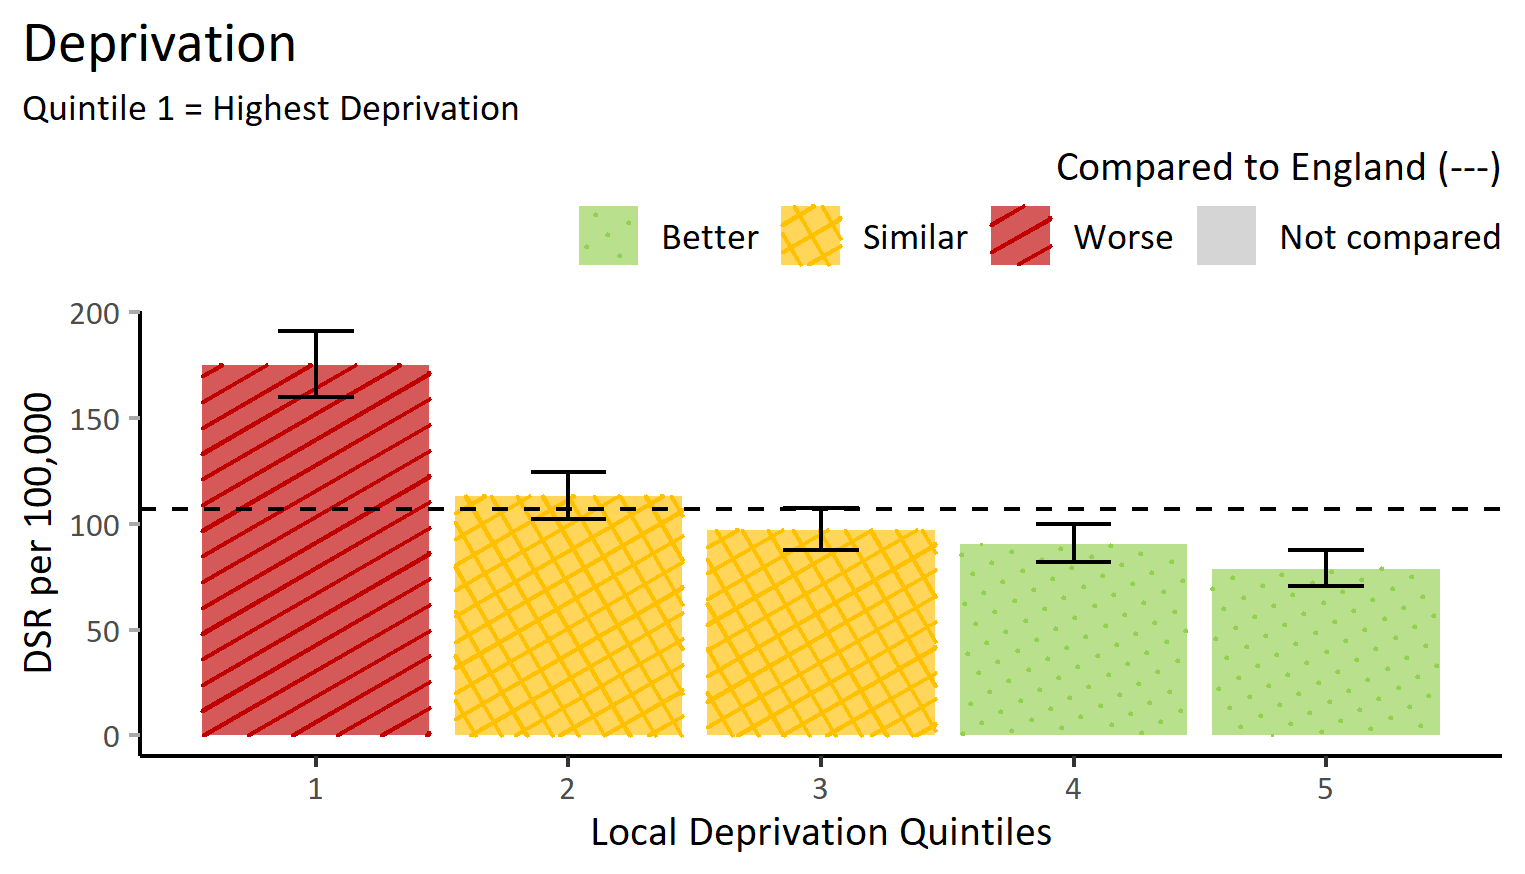 Deprivation
Quintile 1 = Highest Deprivation
Compared to England (---)
Better Similar Worse Not compared
DSR per 100,000
200
150
100
50
0
1 2 3 4 5
Local Deprivation Quintiles